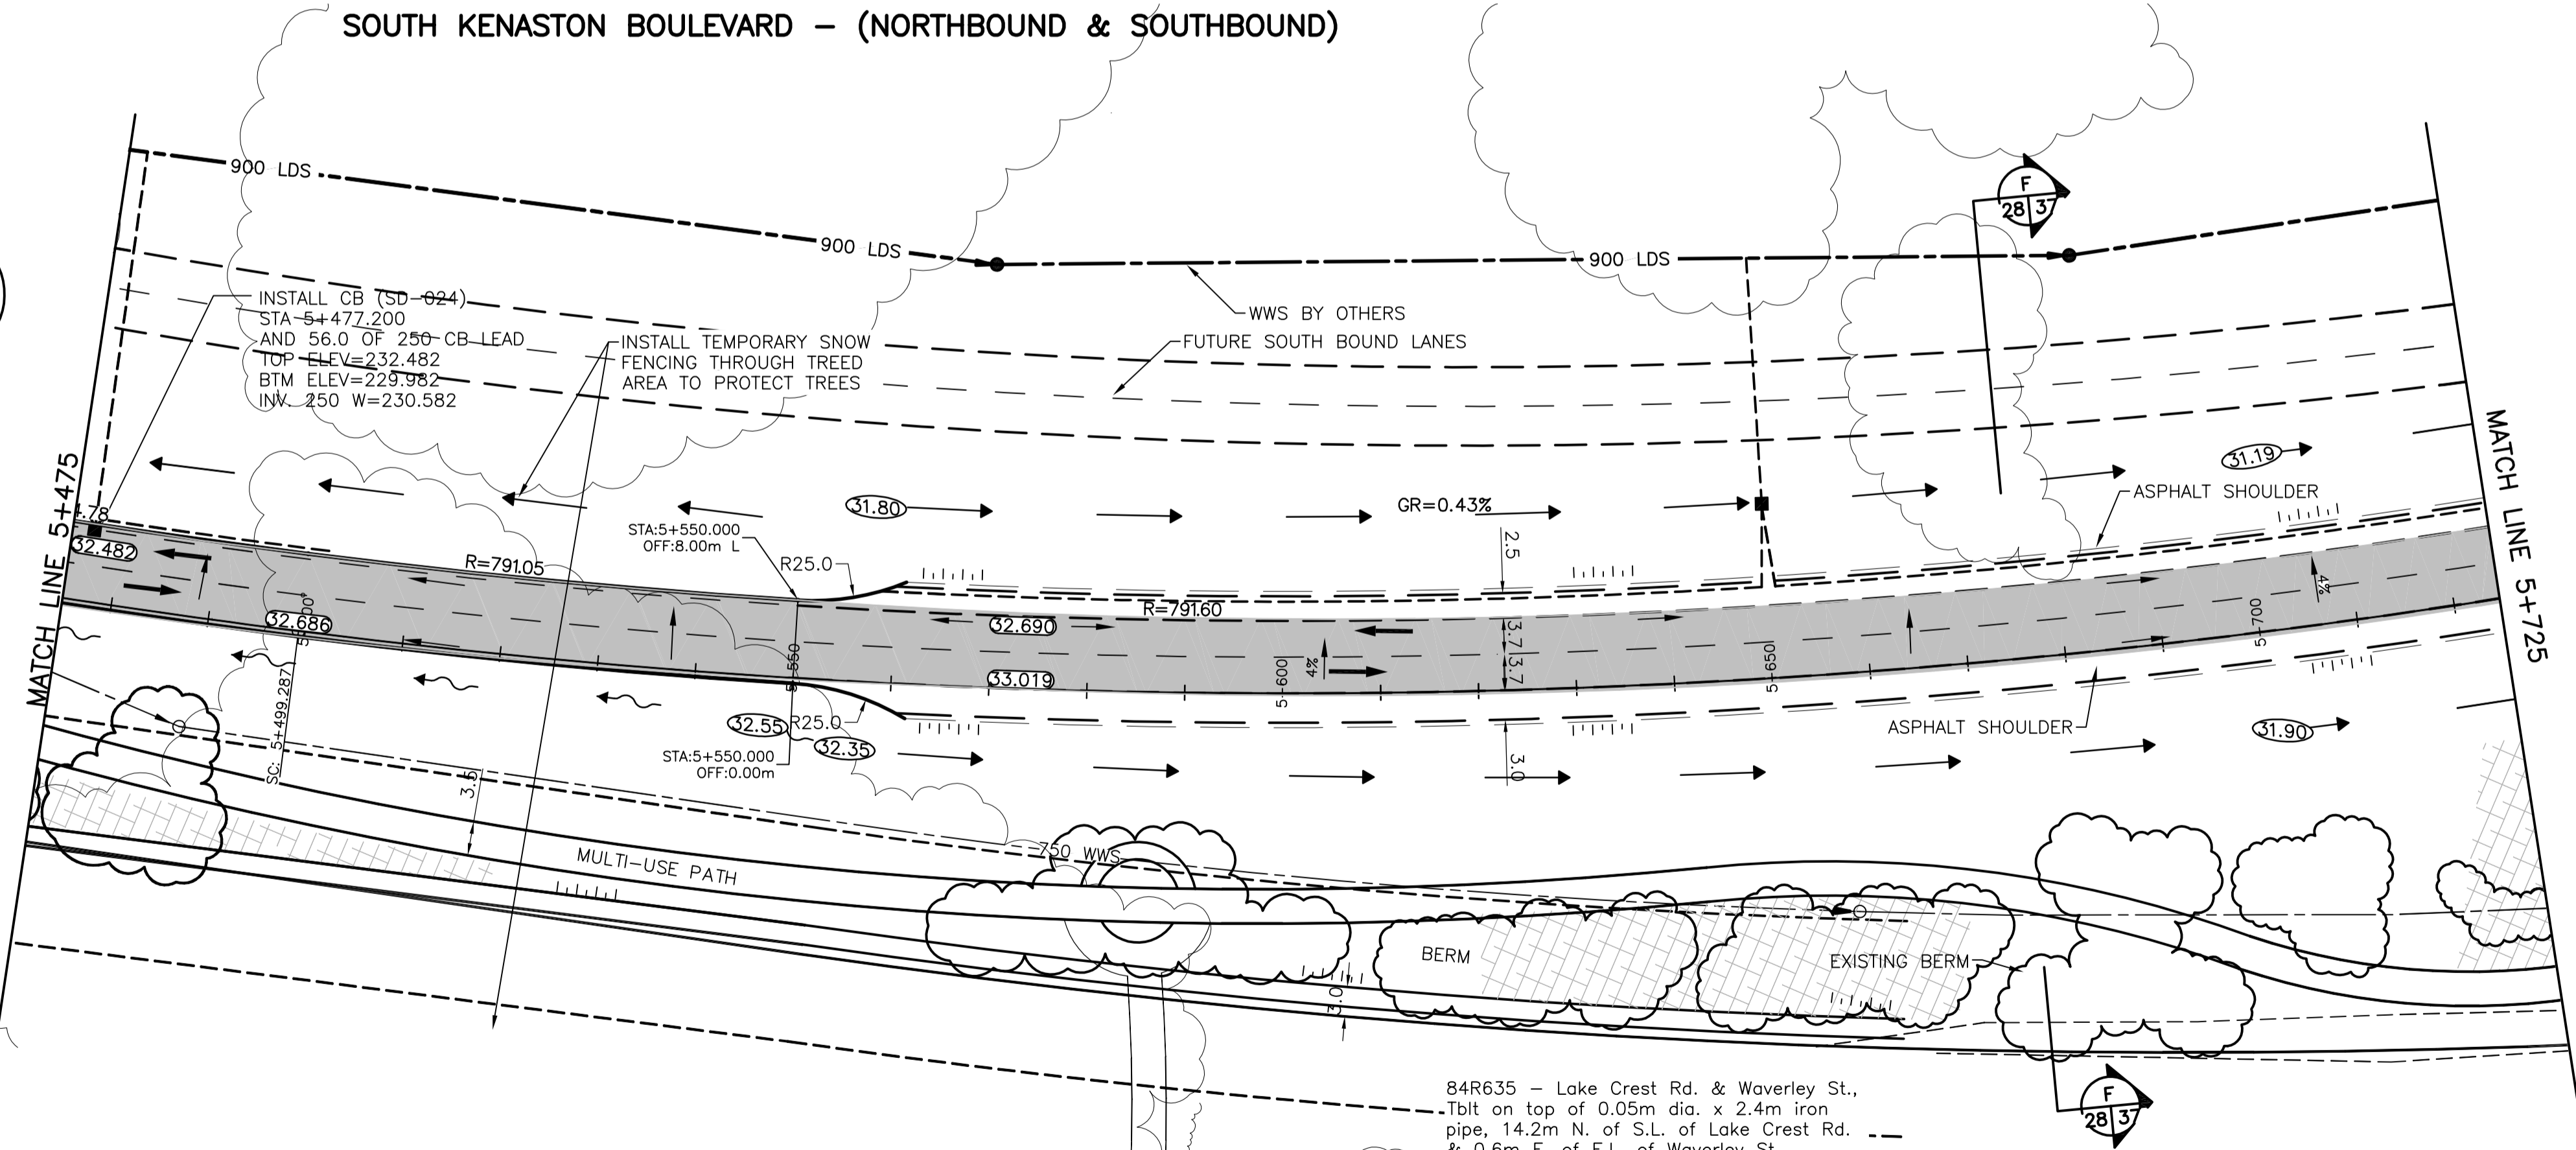 SOUTH KENASTON BOULEVARD - (NORTHBOUND & SOUTHBOUND)
900 LDS
900 LDS
900 LDS
F
28 37
INSTALL CB (SD-024)
STA 5+477.200
AND 56.0 OF 250 CB LEAD
TOP ELEV=232.482
BTM ELEV=229.982
INV. 250 W=230.582
INSTALL TEMPORARY SNOW
FENCING THROUGH TREED
AREA TO PROTECT TREES
WWS BY OTHERS
FUTURE SOUTH BOUND LANES
MATCH LINE 5+475
MATCH LINE 5+725
31.19
ASPHALT SHOULDER
31.80
GR=0.43%
STA:5+550.000
OFF:8.00m L
R25.0
2.5
32.482
R=791.05
R=791.60
4%
32.686
32.690
3.7
3.7
33.019
4%
5+550
5+600
5+650
5+700
SC: 5+499.287
32.55
R25.0
32.35
STA:5+550.000
OFF:0.00m
3.0
ASPHALT SHOULDER
31.90
3.5
MULTI-USE PATH
750 WWS
BERM
EXISTING BERM
3.0
84R635 - Lake Crest Rd. & Waverley St.,
Tblt on top of 0.05m dia. x 2.4m iron
pipe, 14.2m N. of S.L. of Lake Crest Rd.
& 0.6m E. of E.L. of Waverley St.
F
28 37